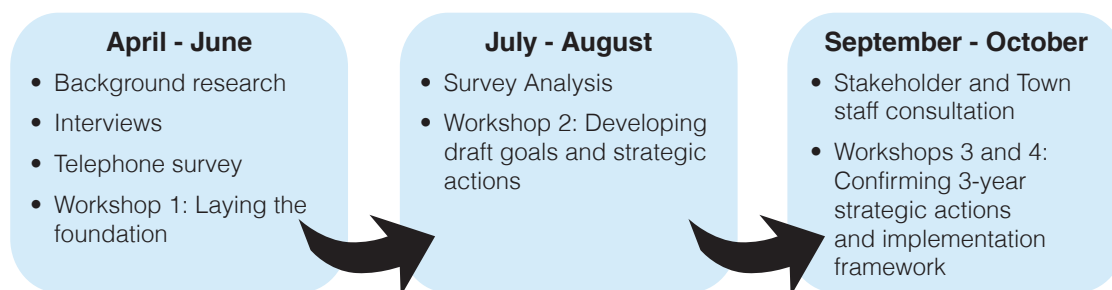 April - June
• Background research
• Interviews
• Telephone survey
• Workshop 1: Laying the
foundation
July - August
• Survey Analysis
• Workshop 2: Developing
draft goals and strategic
actions
September - October
• Stakeholder and Town
staff consultation
• Workshops 3 and 4:
Confirming 3-year
strategic actions
and implementation
framework